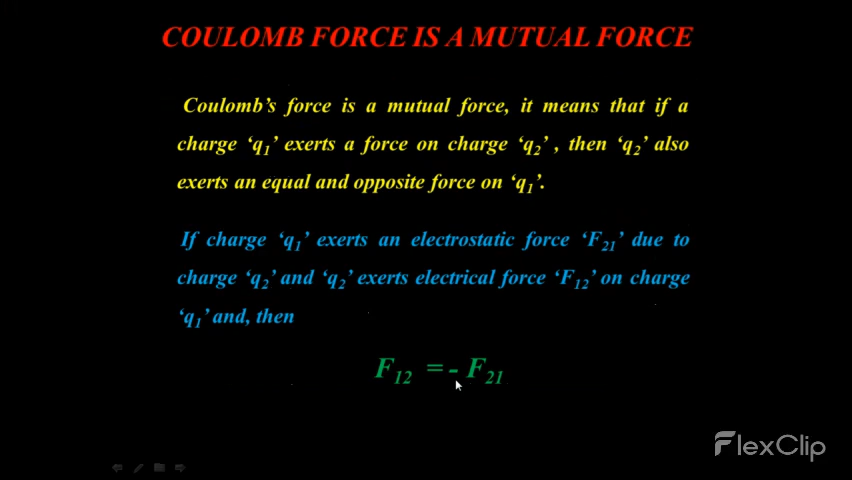 COULOMB FORCE IS A MUTUAL FORCE
Coulomb's force is a mutual force, it means that if a
charge ‘q₁’ exerts a force on charge ‘q₂’ , then ‘q₂’ also
exerts an equal and opposite force on ‘q₁’.
If charge ‘q₁’ exerts an electrostatic force ‘F₂₁’ due to
charge ‘q₂’ and ‘q₂’ exerts electrical force ‘F₁₂’ on charge
‘q₁’ and, then
F₁₂ = - F₂₁
FlexClip